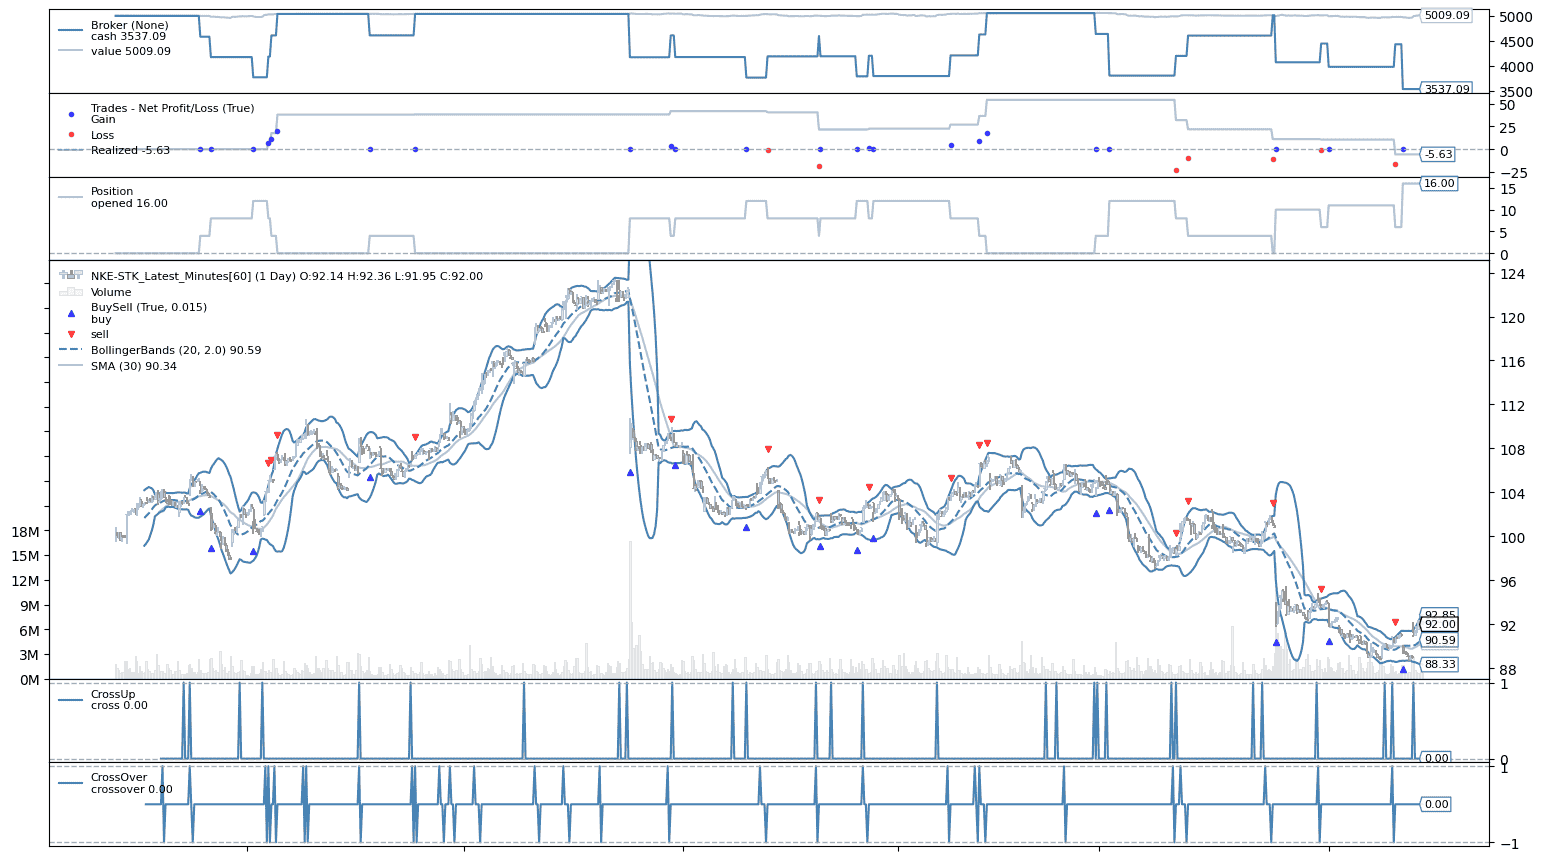 Broker (None)
cash 3537.09
value 5009.09
5009.09
3537.09
5000
4500
4000
3500
Trades - Net Profit/Loss (True)
Gain
Loss
Realized -5.63
-5.63
50
25
0
−25
Position
opened 16.00
16.00
15
10
5
0
NKE-STK_Latest_Minutes[60] (1 Day) O:92.14 H:92.36 L:91.95 C:92.00
Volume
BuySell (True, 0.015)
buy
sell
BollingerBands (20, 2.0) 90.59
SMA (30) 90.34
18M
15M
12M
9M
6M
3M
0M
124
120
116
112
108
104
100
96
92
88
92.85
92.00
90.59
88.33
CrossUp
cross 0.00
0.00
1
0
CrossOver
crossover 0.00
0.00
1
−1